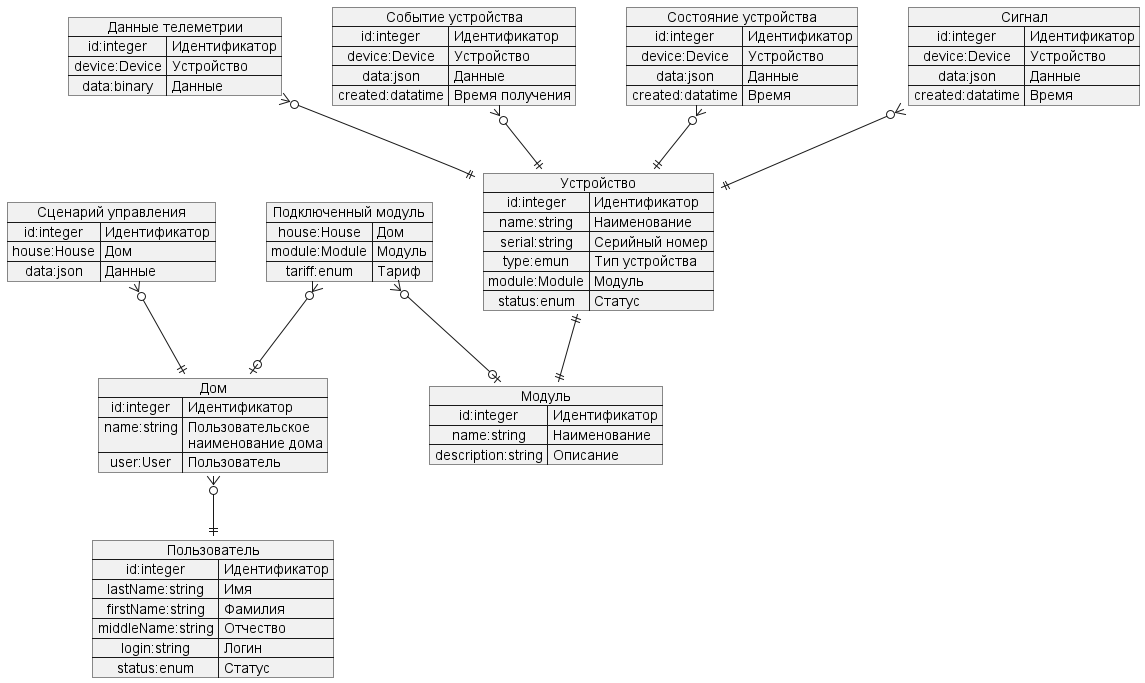 Данные телеметрии
id:integer Идентификатор
device:Device Устройство
data:binary Данные
Событие устройства
id:integer Идентификатор
device:Device Устройство
data:json Данные
created:datatime Время получения
Состояние устройства
id:integer Идентификатор
device:Device Устройство
data:json Данные
created:datatime Время
Сигнал
id:integer Идентификатор
device:Device Устройство
data:json Данные
created:datatime Время
Сценарий управления
id:integer Идентификатор
house:House Дом
data:json Данные
Подключенный модуль
house:House Дом
module:Module Модуль
tariff:enum Тариф
Устройство
id:integer Идентификатор
name:string Наименование
serial:string Серийный номер
type:emun Тип устройства
module:Module Модуль
status:enum Статус
Дом
id:integer Идентификатор
name:string Пользовательское
наименование дома
user:User Пользователь
Модуль
id:integer Идентификатор
name:string Наименование
description:string Описание
Пользователь
id:integer Идентификатор
lastName:string Имя
firstName:string Фамилия
middleName:string Отчество
login:string Логин
status:enum Статус